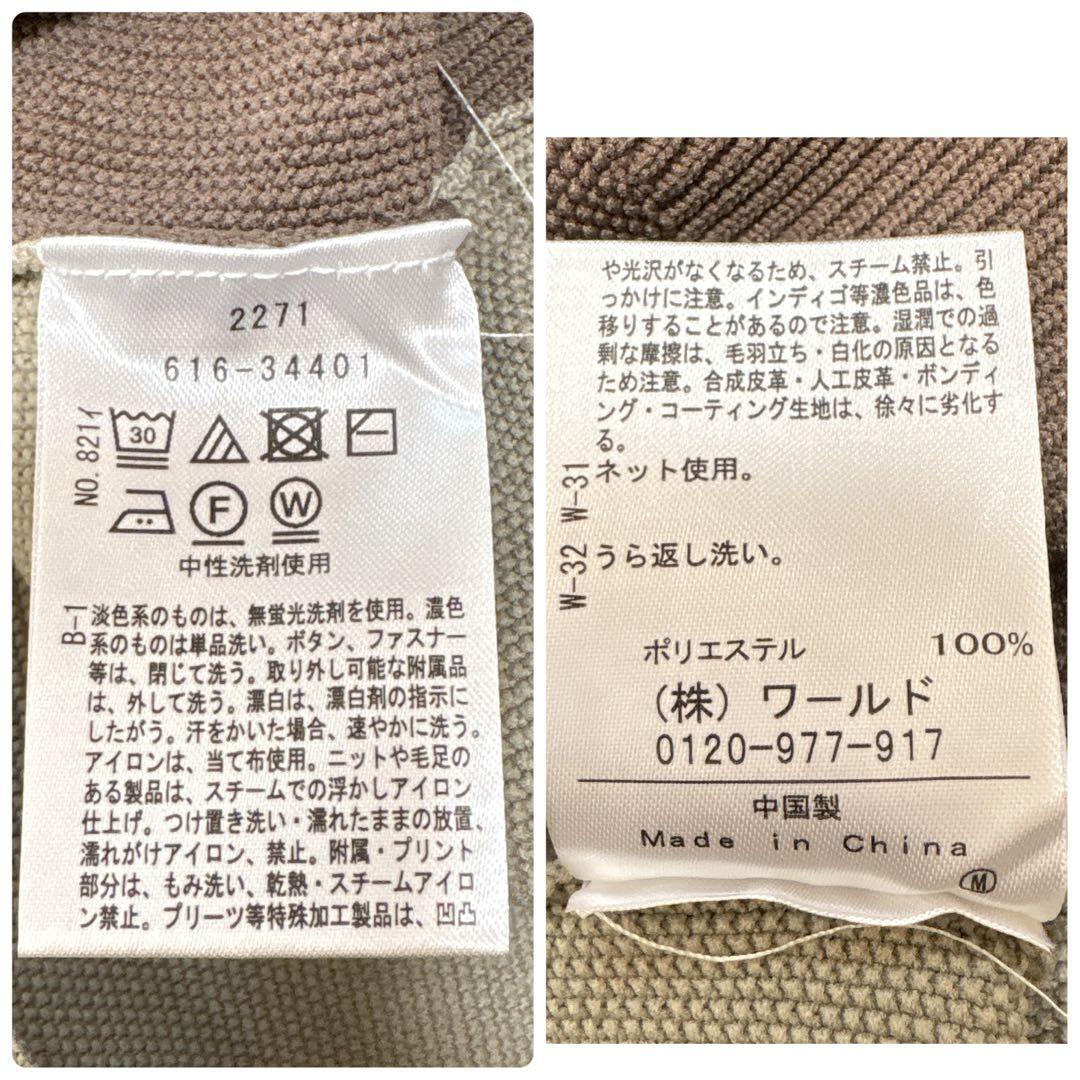 2271
616-34401
NO.821イ
30
F
W
中性洗剤使用
B-1
淡色系のものは、無蛍光洗剤を使用。濃色
系のものは単品洗い。ボタン、ファスナー
等は、閉じて洗う。取り外し可能な附属品
は、外して洗う。漂白は、漂白剤の指示に
したがう。汗をかいた場合、速やかに洗う。
アイロンは、当て布使用。ニットや毛足の
ある製品は、スチームでの浮かしアイロン
仕上げ。つけ置き洗い・濡れたままの放置、
濡れがけアイロン、禁止。附属・プリント
部分は、もみ洗い、乾熱・スチームアイロ
ン禁止。プリーツ等特殊加工製品は、凹凸
や光沢がなくなるため、スチーム禁止。引
っかけに注意。インディゴ等濃色品は、色
移りすることがあるので注意。湿潤での過
剰な摩擦は、毛羽立ち・白化の原因となる
ため注意。合成皮革・人工皮革・ボンディ
ング・コーティング生地は、徐々に劣化す
る。
W-31
ネット使用。
W-32
うら返し洗い。
ポリエステル 100%
(株) ワールド
0120-977-917
中国製
Made in China
M